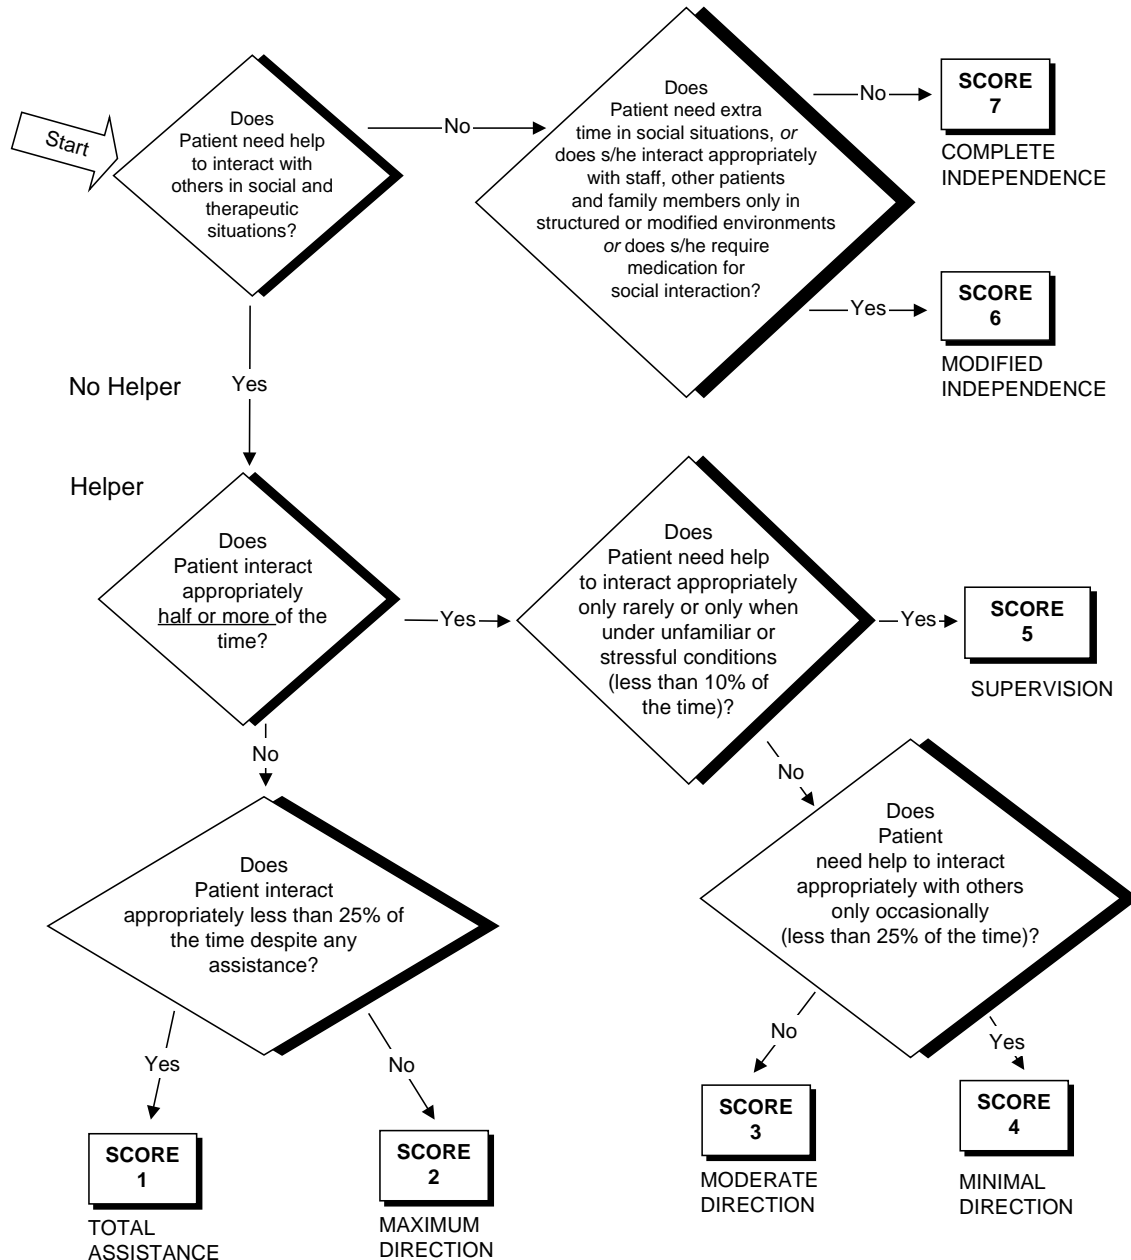 Start
Does
Patient need help
to interact with
others in social and
therapeutic
situations?
No
Does
Patient need extra
time in social situations, or
does s/he interact appropriately
with staff, other patients
and family members only in
structured or modified environments
or does s/he require
medication for
social interaction?
No
SCORE
7
COMPLETE
INDEPENDENCE
Yes
SCORE
6
MODIFIED
INDEPENDENCE
No Helper
Yes
Helper
Does
Patient interact
appropriately
half or more of the
time?
Yes
Does
Patient need help
to interact appropriately
only rarely or only when
under unfamiliar or
stressful conditions
(less than 10% of
the time)?
Yes
SCORE
5
SUPERVISION
No
No
Does
Patient interact
appropriately less than 25% of
the time despite any
assistance?
Does
Patient
need help to interact
appropriately with others
only occasionally
(less than 25% of the time)?
Yes
No
No
Yes
SCORE
1
TOTAL
ASSISTANCE
SCORE
2
MAXIMUM
DIRECTION
SCORE
3
MODERATE
DIRECTION
SCORE
4
MINIMAL
DIRECTION